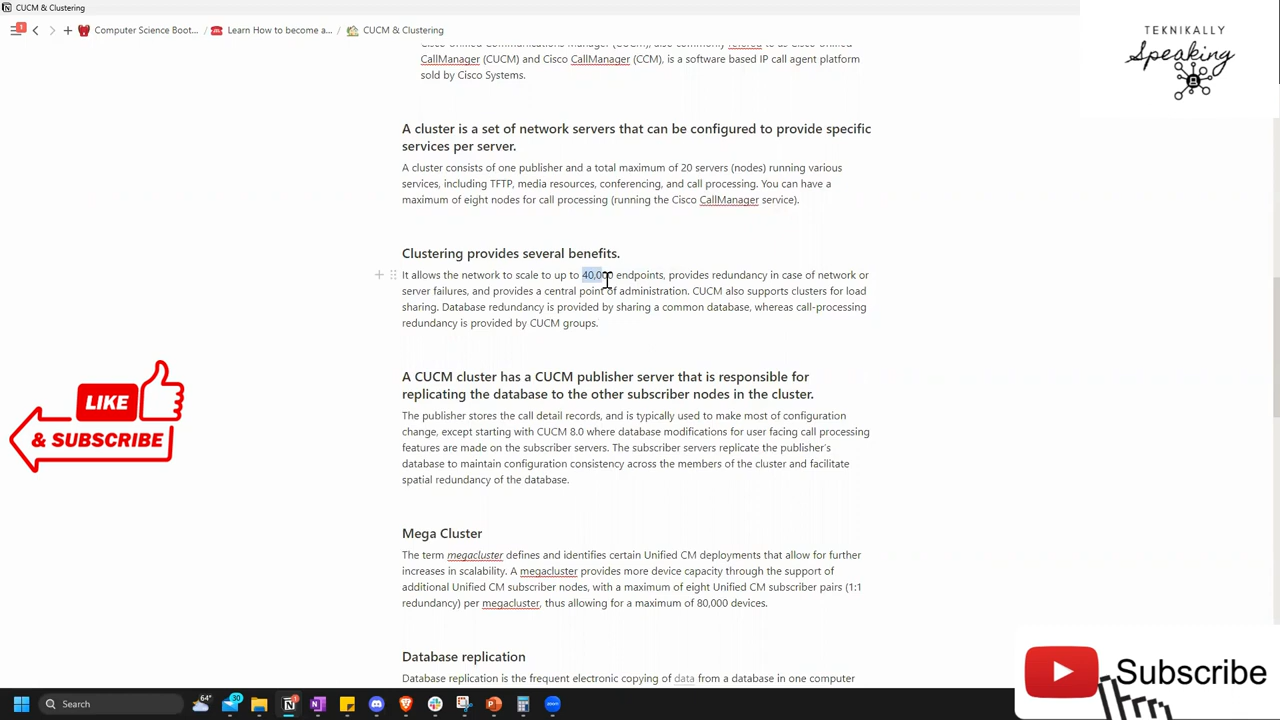 CUCM & Clustering
1
Computer Science Boot... / Learn How to become a... / CUCM & Clustering
TEKNIKALLY
Speaking
CallManager (CUCM) and Cisco CallManager (CCM), is a software based IP call agent platform
sold by Cisco Systems.
A cluster is a set of network servers that can be configured to provide specific
services per server.
A cluster consists of one publisher and a total maximum of 20 servers (nodes) running various
services, including TFTP, media resources, conferencing, and call processing. You can have a
maximum of eight nodes for call processing (running the Cisco CallManager service).
Clustering provides several benefits.
It allows the network to scale to up to 40,000 endpoints, provides redundancy in case of network or
server failures, and provides a central point of administration. CUCM also supports clusters for load
sharing. Database redundancy is provided by sharing a common database, whereas call-processing
redundancy is provided by CUCM groups.
A CUCM cluster has a CUCM publisher server that is responsible for
replicating the database to the other subscriber nodes in the cluster.
The publisher stores the call detail records, and is typically used to make most of configuration
change, except starting with CUCM 8.0 where database modifications for user facing call processing
features are made on the subscriber servers. The subscriber servers replicate the publisher's
database to maintain configuration consistency across the members of the cluster and facilitate
spatial redundancy of the database.
LIKE
& SUBSCRIBE
Mega Cluster
The term megacluster defines and identifies certain Unified CM deployments that allow for further
increases in scalability. A megacluster provides more device capacity through the support of
additional Unified CM subscriber nodes, with a maximum of eight Unified CM subscriber pairs (1:1
redundancy) per megacluster, thus allowing for a maximum of 80,000 devices.
Database replication
Database replication is the frequent electronic copying of data from a database in one computer
Subscribe
Search
64°
30